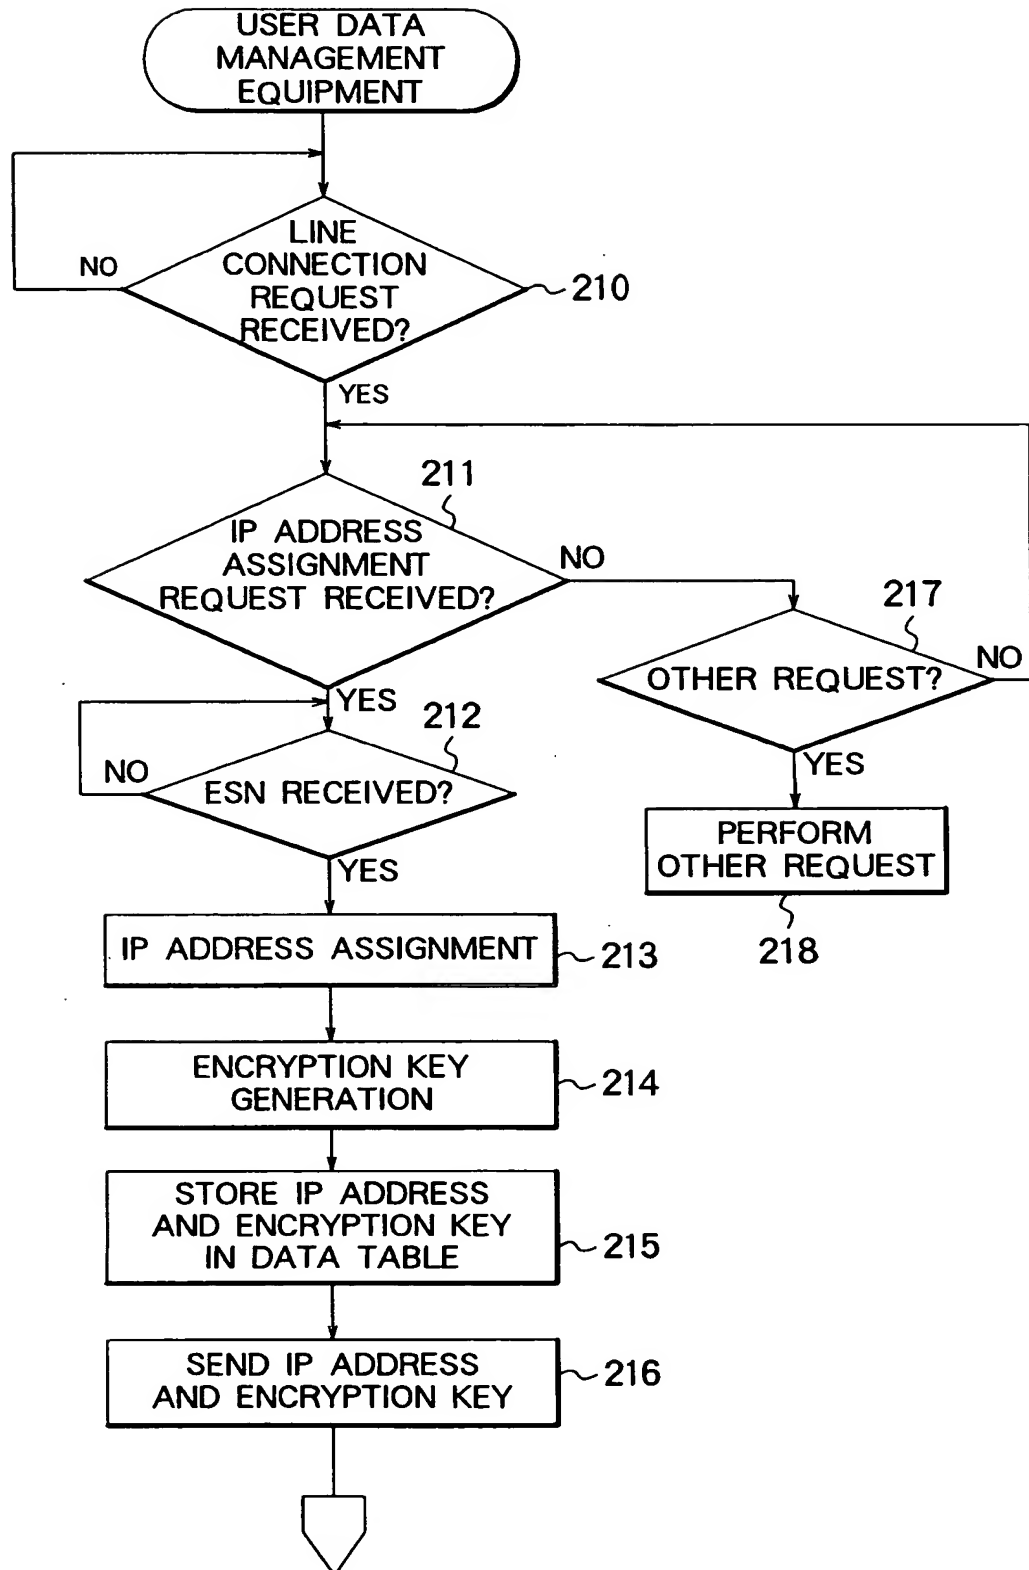 USER DATA
MANAGEMENT
EQUIPMENT
LINE
CONNECTION
REQUEST
RECEIVED?
NO
210
YES
211
IP ADDRESS
ASSIGNMENT
REQUEST RECEIVED?
NO
217
OTHER REQUEST?
NO
YES
YES
212
NO
ESN RECEIVED?
PERFORM
OTHER REQUEST
YES
218
IP ADDRESS ASSIGNMENT
213
ENCRYPTION KEY
GENERATION
214
STORE IP ADDRESS
AND ENCRYPTION KEY
IN DATA TABLE
215
SEND IP ADDRESS
AND ENCRYPTION KEY
216